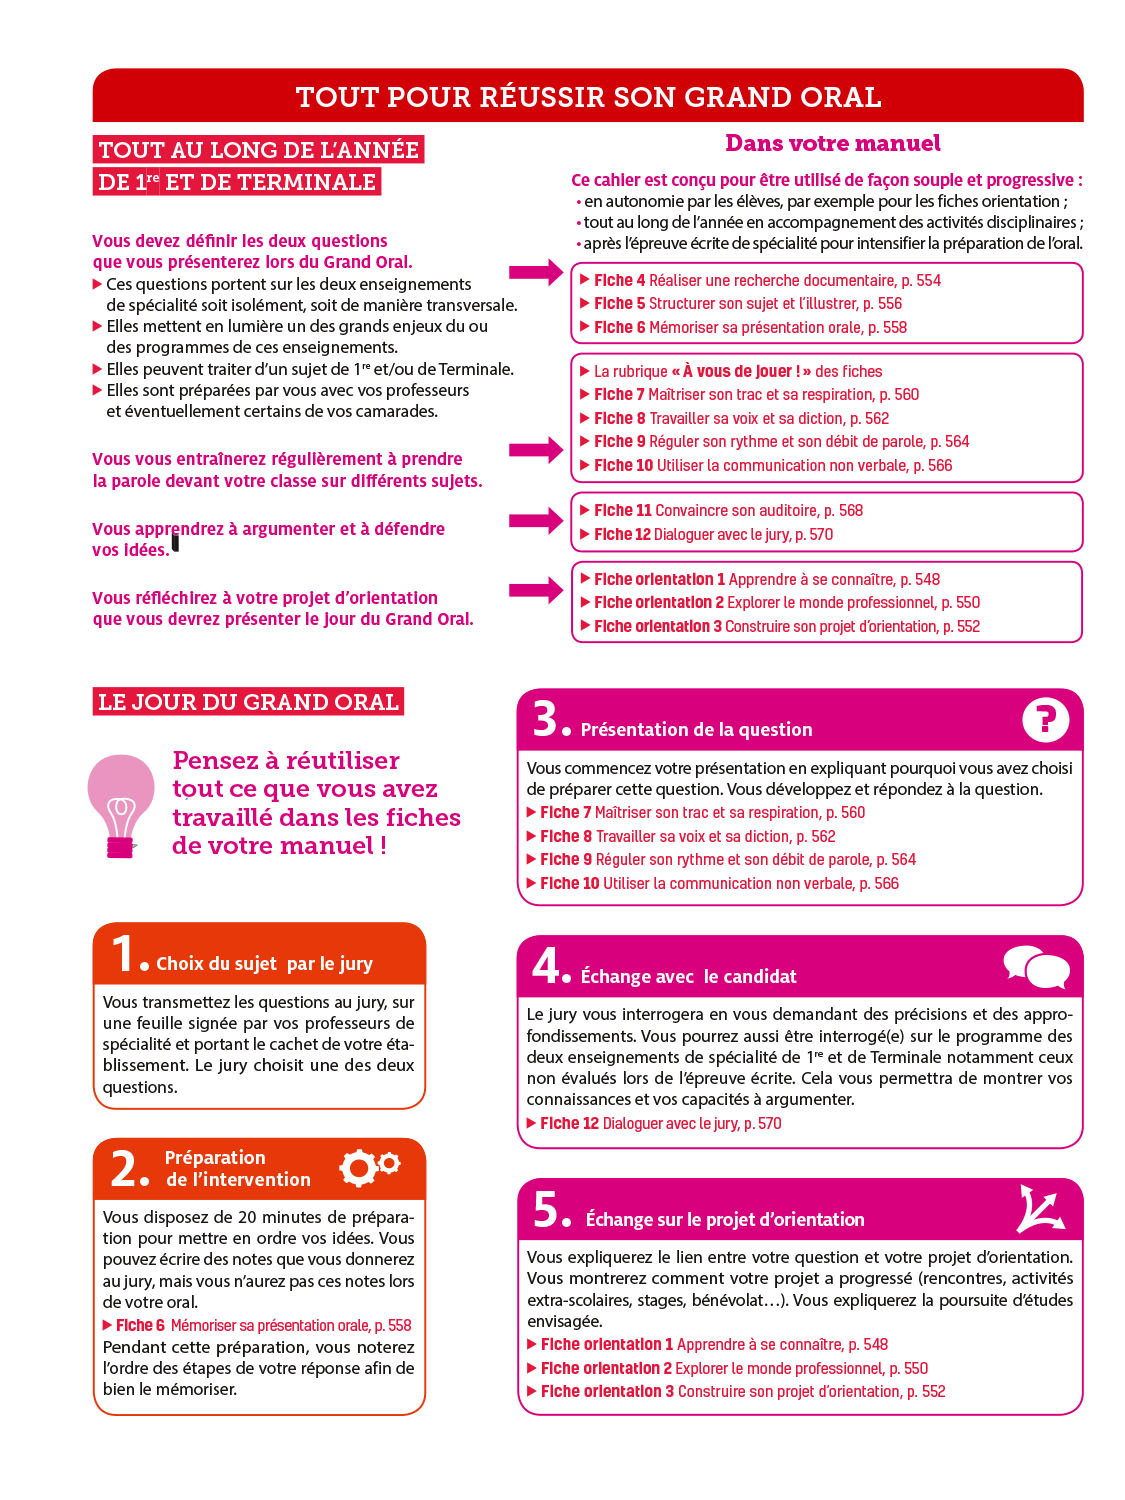 TOUT POUR RÉUSSIR SON GRAND ORAL
TOUT AU LONG DE L'ANNÉE
DE 1re ET DE TERMINALE
Vous devez définir les deux questions
que vous présenterez lors du Grand Oral.
▶ Ces questions portent sur les deux enseignements
de spécialité soit isolément, soit de manière transversale.
▶ Elles mettent en lumière un des grands enjeux du ou
des programmes de ces enseignements.
▶ Elles peuvent traiter d'un sujet de 1re et/ou de Terminale.
▶ Elles sont préparées par vous avec vos professeurs
et éventuellement certains de vos camarades.
Vous vous entraînerez régulièrement à prendre
la parole devant votre classe sur différents sujets.
Vous apprendrez à argumenter et à défendre
vos idées.
Vous réfléchirez à votre projet d'orientation
que vous devrez présenter le jour du Grand Oral.
Dans votre manuel
Ce cahier est conçu pour être utilisé de façon souple et progressive :
• en autonomie par les élèves, par exemple pour les fiches orientation ;
• tout au long de l'année en accompagnement des activités disciplinaires ;
• après l'épreuve écrite de spécialité pour intensifier la préparation de l'oral.
▶ Fiche 4 Réaliser une recherche documentaire, p. 554
▶ Fiche 5 Structurer son sujet et l'illustrer, p. 556
▶ Fiche 6 Mémoriser sa présentation orale, p. 558
▶ La rubrique « À vous de jouer ! » des fiches
▶ Fiche 7 Maîtriser son trac et sa respiration, p. 560
▶ Fiche 8 Travailler sa voix et sa diction, p. 562
▶ Fiche 9 Réguler son rythme et son débit de parole, p. 564
▶ Fiche 10 Utiliser la communication non verbale, p. 566
▶ Fiche 11 Convaincre son auditoire, p. 568
▶ Fiche 12 Dialoguer avec le jury, p. 570
▶ Fiche orientation 1 Apprendre à se connaître, p. 548
▶ Fiche orientation 2 Explorer le monde professionnel, p. 550
▶ Fiche orientation 3 Construire son projet d'orientation, p. 552
LE JOUR DU GRAND ORAL
Pensez à réutiliser
tout ce que vous avez
travaillé dans les fiches
de votre manuel !
1. Choix du sujet par le jury
Vous transmettez les questions au jury, sur
une feuille signée par vos professeurs de
spécialité et portant le cachet de votre éta-
blissement. Le jury choisit une des deux
questions.
2. Préparation
de l'intervention
Vous disposez de 20 minutes de prépara-
tion pour mettre en ordre vos idées. Vous
pouvez écrire des notes que vous donnerez
au jury, mais vous n'aurez pas ces notes lors
de votre oral.
▶ Fiche 6 Mémoriser sa présentation orale, p. 558
Pendant cette préparation, vous noterez
l'ordre des étapes de votre réponse afin de
bien le mémoriser.
3. Présentation de la question
?
Vous commencez votre présentation en expliquant pourquoi vous avez choisi
de préparer cette question. Vous développez et répondez à la question.
▶ Fiche 7 Maîtriser son trac et sa respiration, p. 560
▶ Fiche 8 Travailler sa voix et sa diction, p. 562
▶ Fiche 9 Réguler son rythme et son débit de parole, p. 564
▶ Fiche 10 Utiliser la communication non verbale, p. 566
4. Échange avec le candidat
Le jury vous interrogera en vous demandant des précisions et des appro-
fondissements. Vous pourrez aussi être interrogé(e) sur le programme des
deux enseignements de spécialité de 1re et de Terminale notamment ceux
non évalués lors de l'épreuve écrite. Cela vous permettra de montrer vos
connaissances et vos capacités à argumenter.
▶ Fiche 12 Dialoguer avec le jury, p. 570
5. Échange sur le projet d'orientation
Vous expliquerez le lien entre votre question et votre projet d'orientation.
Vous montrerez comment votre projet a progressé (rencontres, activités
extra-scolaires, stages, bénévolat…). Vous expliquerez la poursuite d'études
envisagée.
▶ Fiche orientation 1 Apprendre à se connaître, p. 548
▶ Fiche orientation 2 Explorer le monde professionnel, p. 550
▶ Fiche orientation 3 Construire son projet d'orientation, p. 552